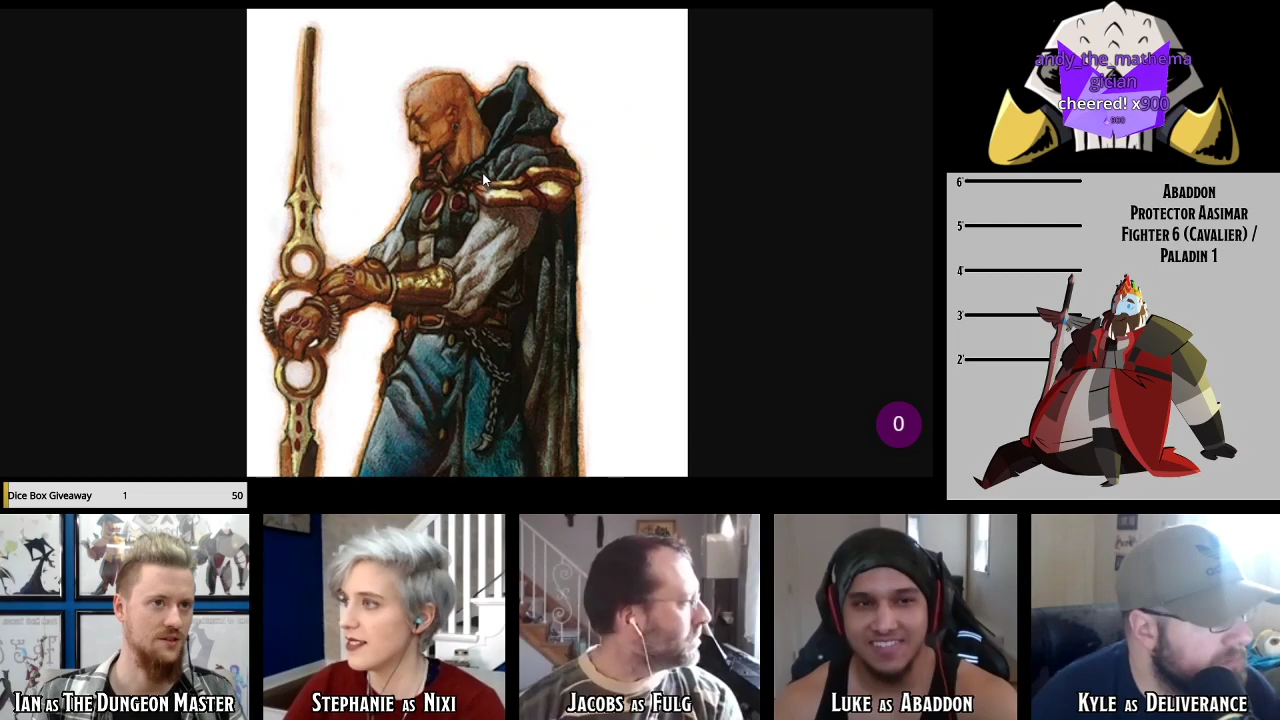 andy_the_mathema
gician
cheered! x900
900
6'
5'
4'
3'
2'
Abaddon
Protector Aasimar
Fighter 6 (Cavalier) /
Paladin 1
0
Dice Box Giveaway 1 50
Ian as The Dungeon Master
Stephanie as Nixi
Jacobs as Fulg
Luke as Abaddon
Kyle as Deliverance